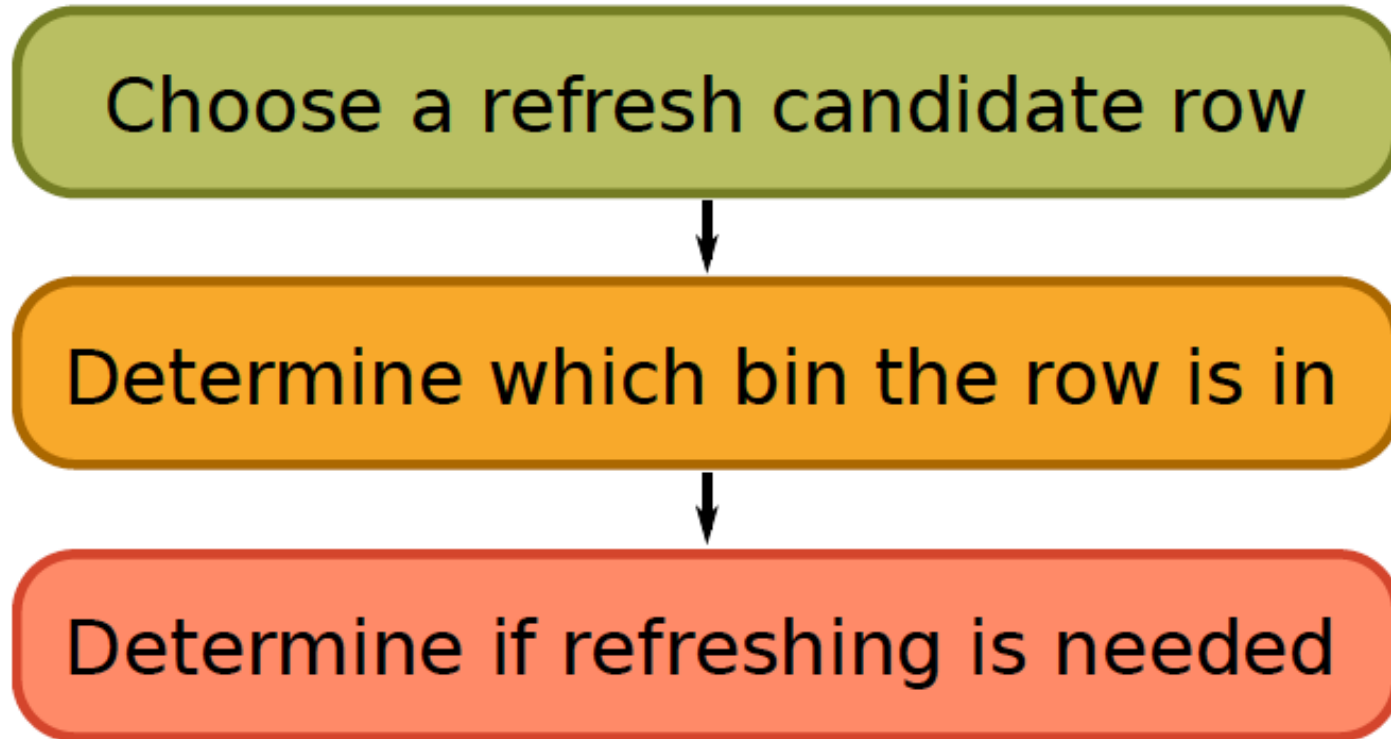 Choose a refresh candidate row
Determine which bin the row is in
Determine if refreshing is needed